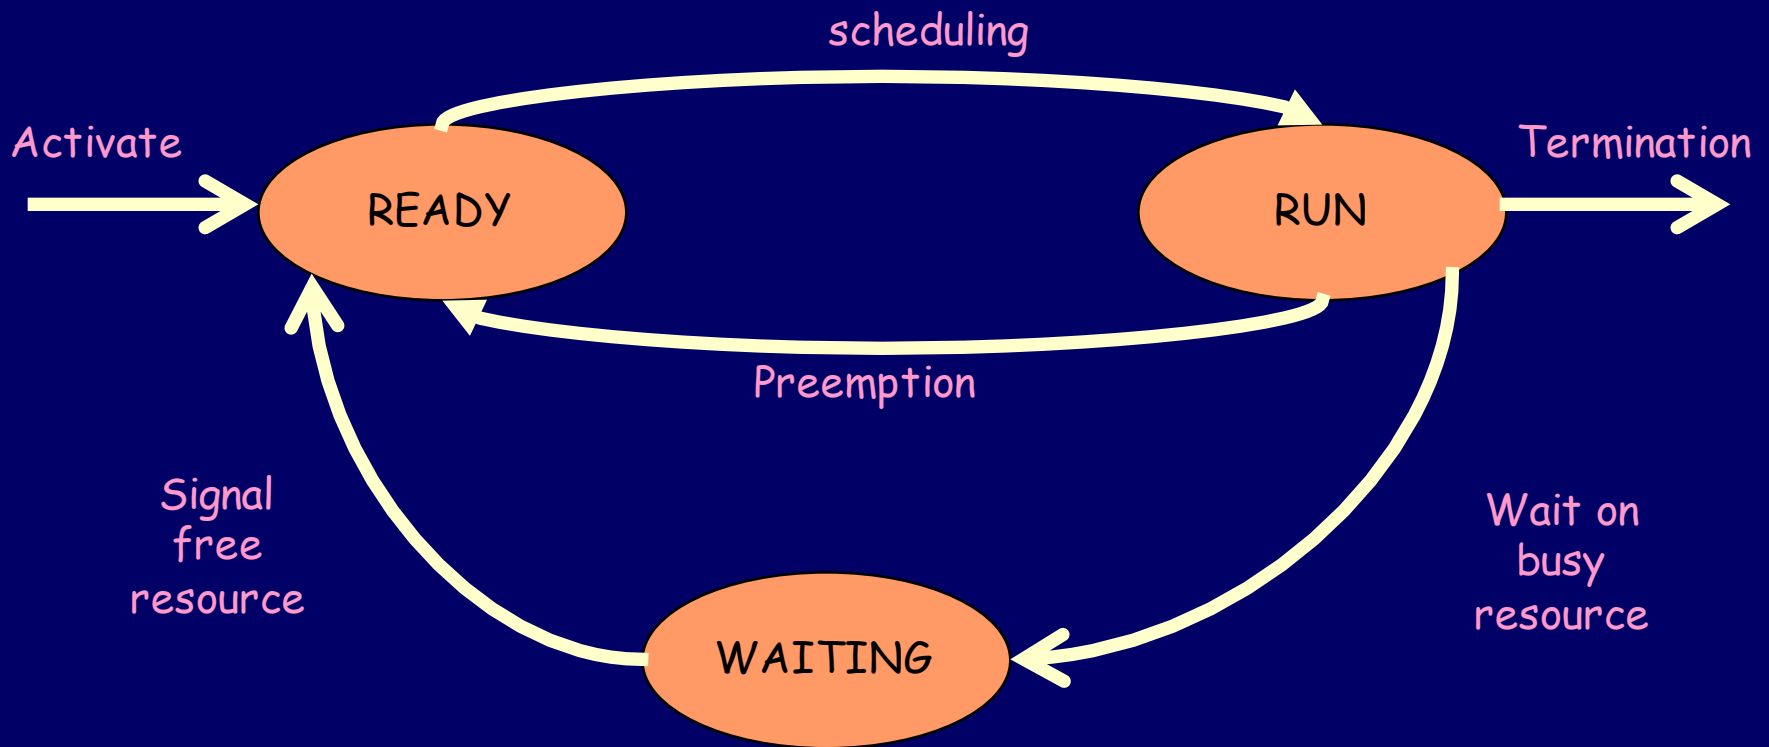 scheduling
Activate
Termination
READY
RUN
Preemption
Signal
free
resource
Wait on
busy
resource
WAITING